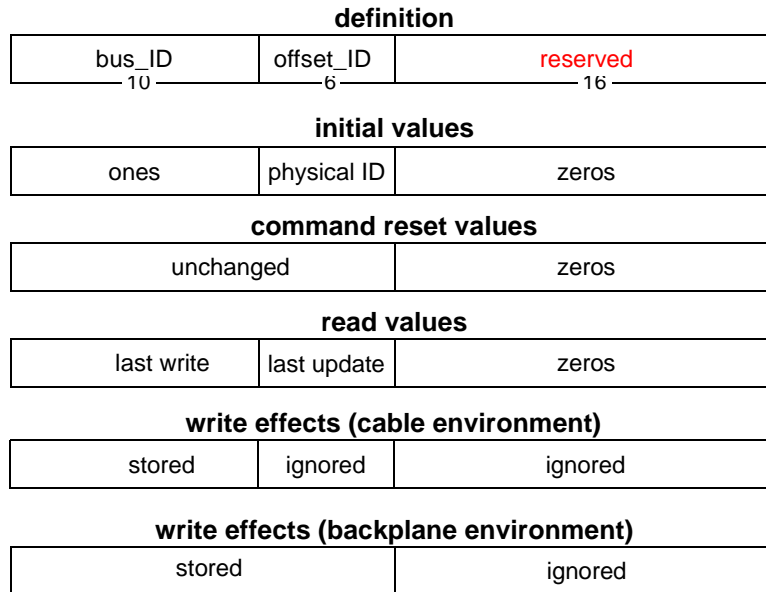 definition
bus_ID offset_ID reserved
10 6 16
initial values
ones physical ID zeros
command reset values
unchanged zeros
read values
last write last update zeros
write effects (cable environment)
stored ignored ignored
write effects (backplane environment)
stored ignored